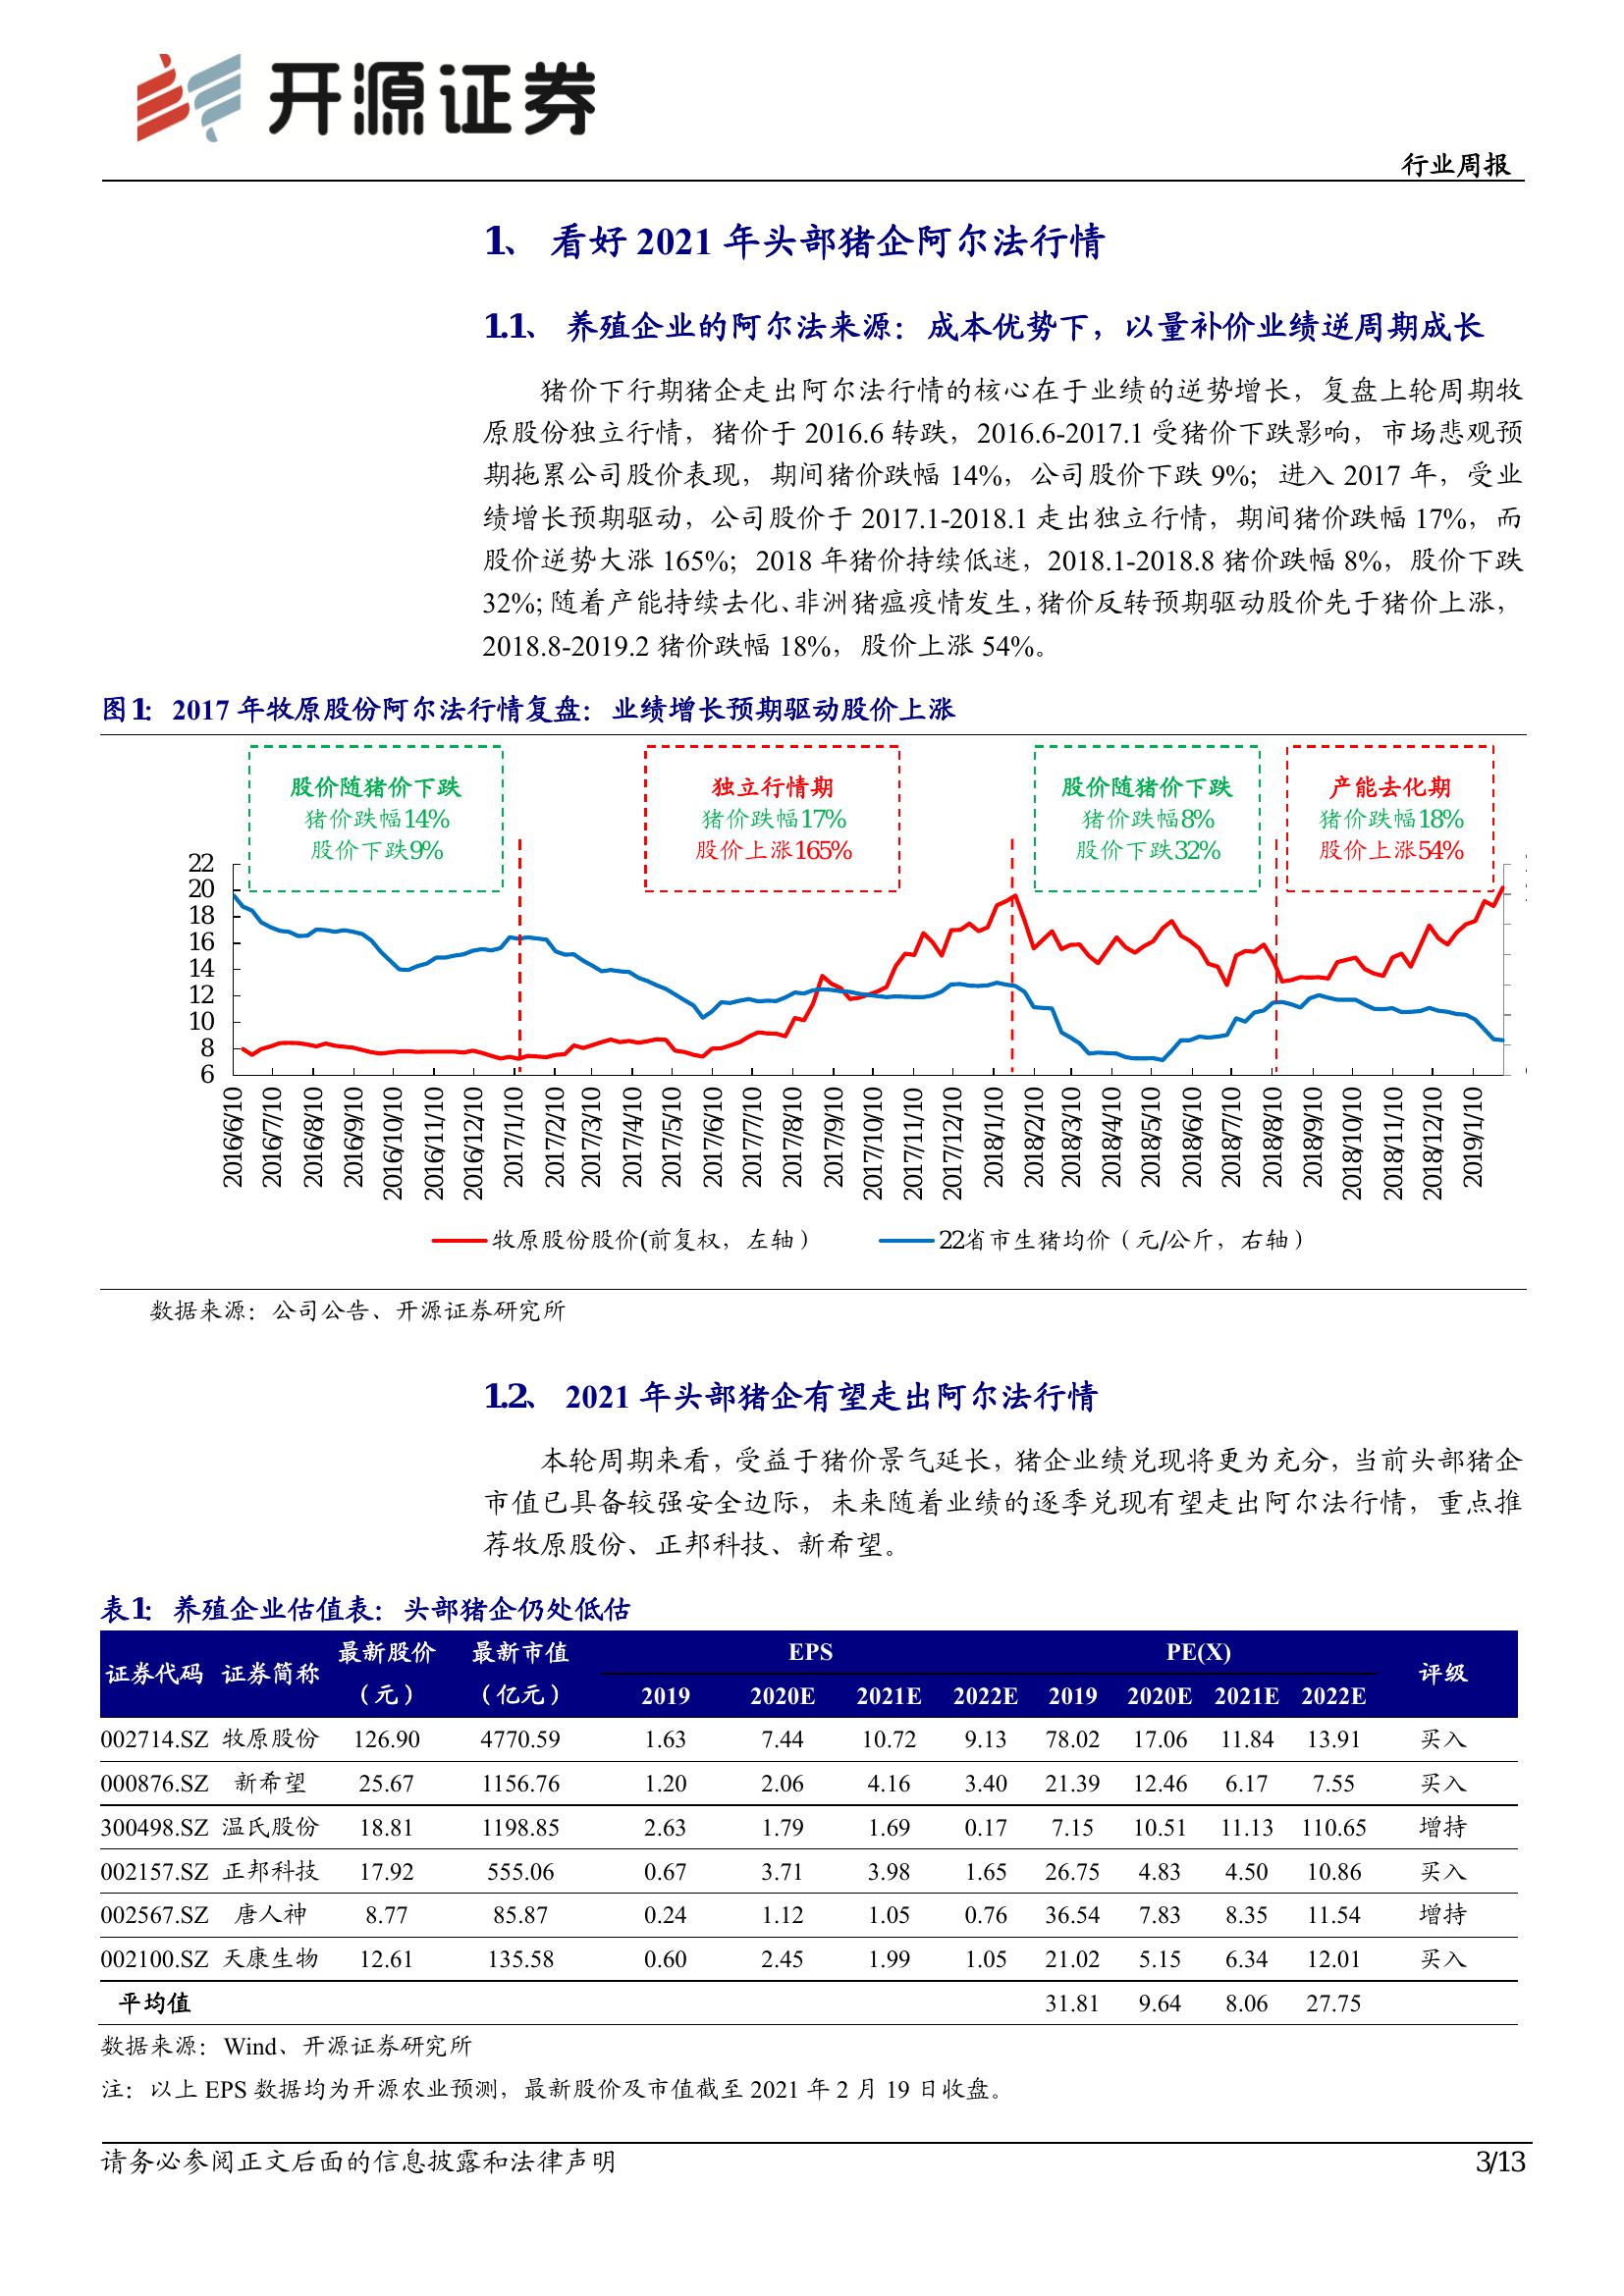 开源证券
行业周报
1、 看好 2021 年头部猪企阿尔法行情
1.1、 养殖企业的阿尔法来源：成本优势下，以量补价业绩逆周期成长
猪价下行期猪企走出阿尔法行情的核心在于业绩的逆势增长，复盘上轮周期牧
原股份独立行情，猪价于 2016.6 转跌，2016.6-2017.1 受猪价下跌影响，市场悲观预
期拖累公司股价表现，期间猪价跌幅 14%，公司股价下跌 9%；进入 2017 年，受业
绩增长预期驱动，公司股价于 2017.1-2018.1 走出独立行情，期间猪价跌幅 17%，而
股价逆势大涨 165%；2018 年猪价持续低迷，2018.1-2018.8 猪价跌幅 8%，股价下跌
32%；随着产能持续去化、非洲猪瘟疫情发生，猪价反转预期驱动股价先于猪价上涨，
2018.8-2019.2 猪价跌幅 18%，股价上涨 54%。
图1：2017 年牧原股份阿尔法行情复盘：业绩增长预期驱动股价上涨
股价随猪价下跌
猪价跌幅14%
股价下跌9%
独立行情期
猪价跌幅17%
股价上涨165%
股价随猪价下跌
猪价跌幅8%
股价下跌32%
产能去化期
猪价跌幅18%
股价上涨54%
22
20
18
16
14
12
10
8
6
2016/6/10
2016/7/10
2016/8/10
2016/9/10
2016/10/10
2016/11/10
2016/12/10
2017/1/10
2017/2/10
2017/3/10
2017/4/10
2017/5/10
2017/6/10
2017/7/10
2017/8/10
2017/9/10
2017/10/10
2017/11/10
2017/12/10
2018/1/10
2018/2/10
2018/3/10
2018/4/10
2018/5/10
2018/6/10
2018/7/10
2018/8/10
2018/9/10
2018/10/10
2018/11/10
2018/12/10
2019/1/10
牧原股份股价(前复权，左轴） 22省市生猪均价（元/公斤，右轴）
数据来源：公司公告、开源证券研究所
1.2、 2021 年头部猪企有望走出阿尔法行情
本轮周期来看，受益于猪价景气延长，猪企业绩兑现将更为充分，当前头部猪企
市值已具备较强安全边际，未来随着业绩的逐季兑现有望走出阿尔法行情，重点推
荐牧原股份、正邦科技、新希望。
表1：养殖企业估值表：头部猪企仍处低估
证券代码 证券简称 最新股价（元） 最新市值（亿元） EPS PE(X) 评级
2019 2020E 2021E 2022E 2019 2020E 2021E 2022E
002714.SZ 牧原股份 126.90 4770.59 1.63 7.44 10.72 9.13 78.02 17.06 11.84 13.91 买入
000876.SZ 新希望 25.67 1156.76 1.20 2.06 4.16 3.40 21.39 12.46 6.17 7.55 买入
300498.SZ 温氏股份 18.81 1198.85 2.63 1.79 1.69 0.17 7.15 10.51 11.13 110.65 增持
002157.SZ 正邦科技 17.92 555.06 0.67 3.71 3.98 1.65 26.75 4.83 4.50 10.86 买入
002567.SZ 唐人神 8.77 85.87 0.24 1.12 1.05 0.76 36.54 7.83 8.35 11.54 增持
002100.SZ 天康生物 12.61 135.58 0.60 2.45 1.99 1.05 21.02 5.15 6.34 12.01 买入
平均值 31.81 9.64 8.06 27.75
数据来源：Wind、开源证券研究所
注：以上 EPS 数据均为开源农业预测，最新股价及市值截至 2021 年 2 月 19 日收盘。
请务必参阅正文后面的信息披露和法律声明
3/13